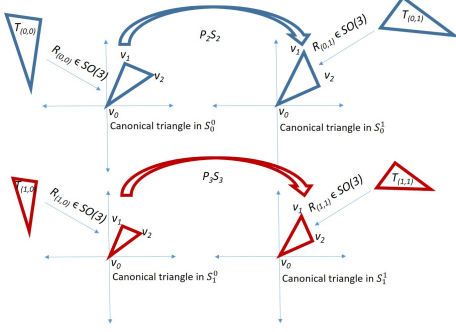 T(0,0)
P2S2
T(0,1)
R(0,0) ∈ SO(3)
v1
v2
v0
Canonical triangle in S₀⁰
v1
R(0,1) ∈ SO(3)
v2
v0
Canonical triangle in S₀¹
T(1,0
P3S3
T(1,1)
R(1,0) ∈ SO(3)
v1
v2
v0
Canonical triangle in S₁⁰
v1
R(1,1) ∈ SO(3)
v2
v0
Canonical triangle in S₁¹